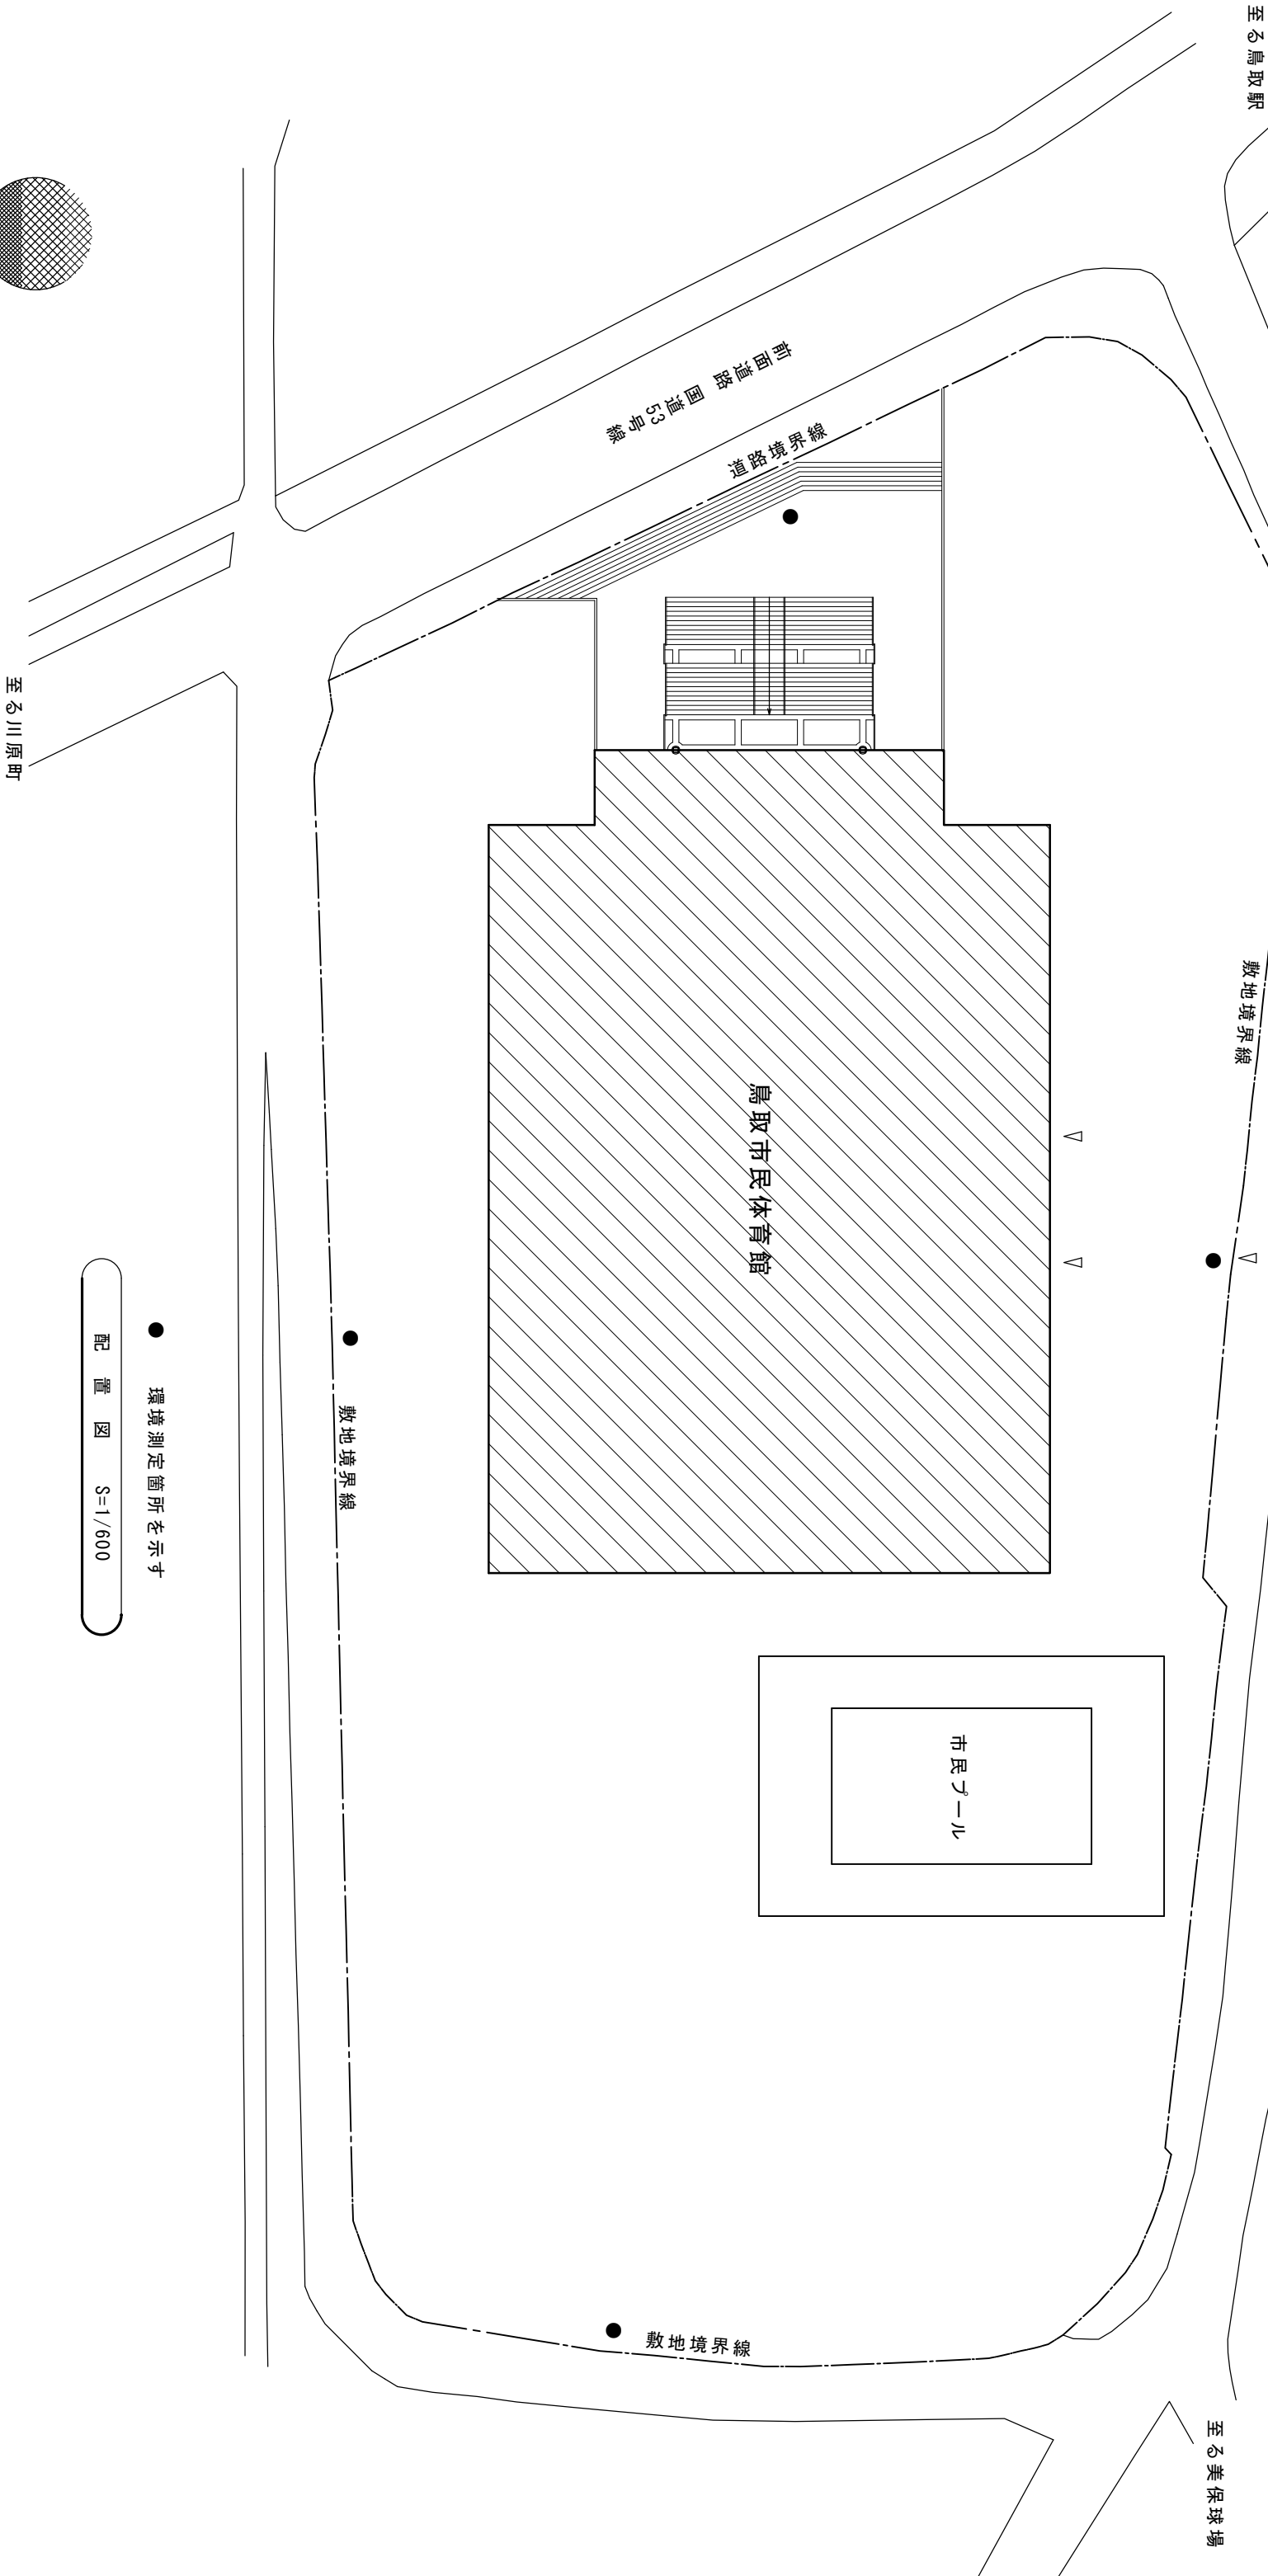 至る鳥取駅
前面道路 国道53号線
道路境界線
至る川原町
敷地境界線
鳥取市民体育館
敷地境界線
環境測定箇所を示す
配置図 S=1/600
市民プール
敷地境界線
至る美保球場